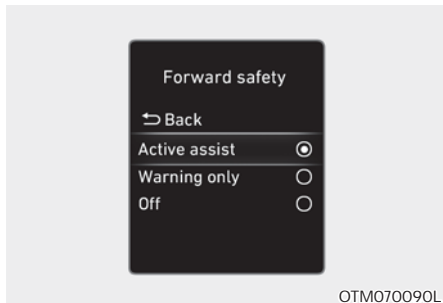 Forward safety
Back
Active assist
Warning only
Off
OTM070090L